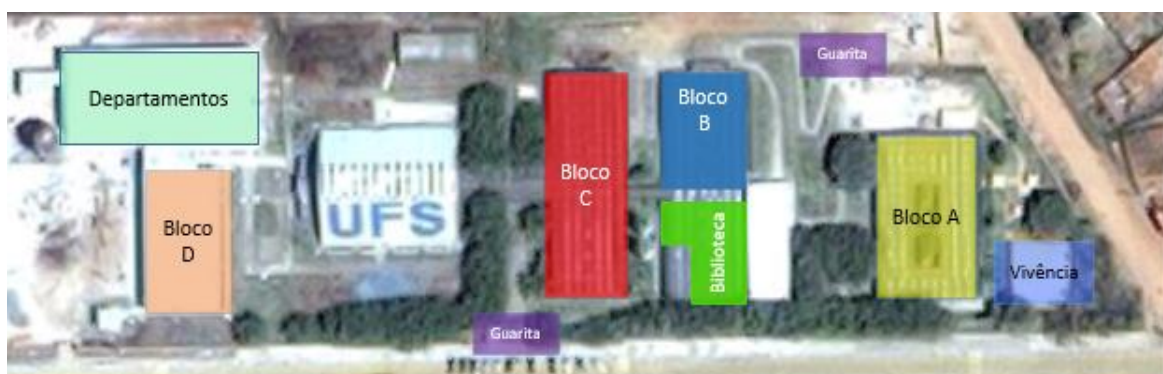 Departamentos
Bloco
D
UFS
Bloco
C
Guarita
Bloco
B
Biblioteca
Guarita
Bloco A
Vivência